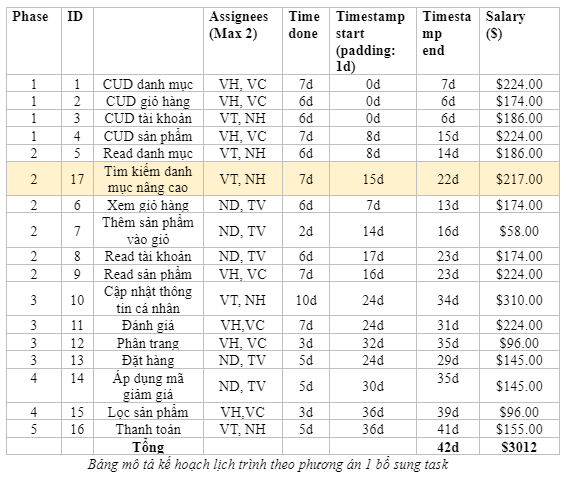 Phase ID Assignees (Max 2) Time done Timestamp start (padding: 1d) Timesta mp end Salary ($)
1 1 CUD danh mục VH, VC 7d 0d 7d $224.00
1 2 CUD giỏ hàng VH, VC 6d 0d 6d $174.00
1 3 CUD tài khoản VT, NH 6d 0d 6d $186.00
1 4 CUD sản phẩm VH, VC 7d 8d 15d $224.00
2 5 Read danh mục VT, NH 6d 8d 14d $186.00
2 17 Tìm kiếm danh mục nâng cao VT, NH 7d 15d 22d $217.00
2 6 Xem giỏ hàng ND, TV 6d 7d 13d $174.00
2 7 Thêm sản phẩm vào giỏ ND, TV 2d 14d 16d $58.00
2 8 Read tài khoản ND, TV 6d 17d 23d $174.00
2 9 Read sản phẩm VH, VC 7d 16d 23d $224.00
3 10 Cập nhật thông tin cá nhân VT, NH 10d 24d 34d $310.00
3 11 Đánh giá VH,VC 7d 24d 31d $224.00
3 12 Phân trang VH, VC 3d 32d 35d $96.00
3 13 Đặt hàng ND, TV 5d 24d 29d $145.00
4 14 Áp dụng mã giảm giá ND, TV 5d 30d 35d $145.00
4 15 Lọc sản phẩm VH,VC 3d 36d 39d $96.00
5 16 Thanh toán VT, NH 5d 36d 41d $155.00
Tổng 42d $3012
Bảng mô tả kế hoạch lịch trình theo phương án 1 bổ sung task